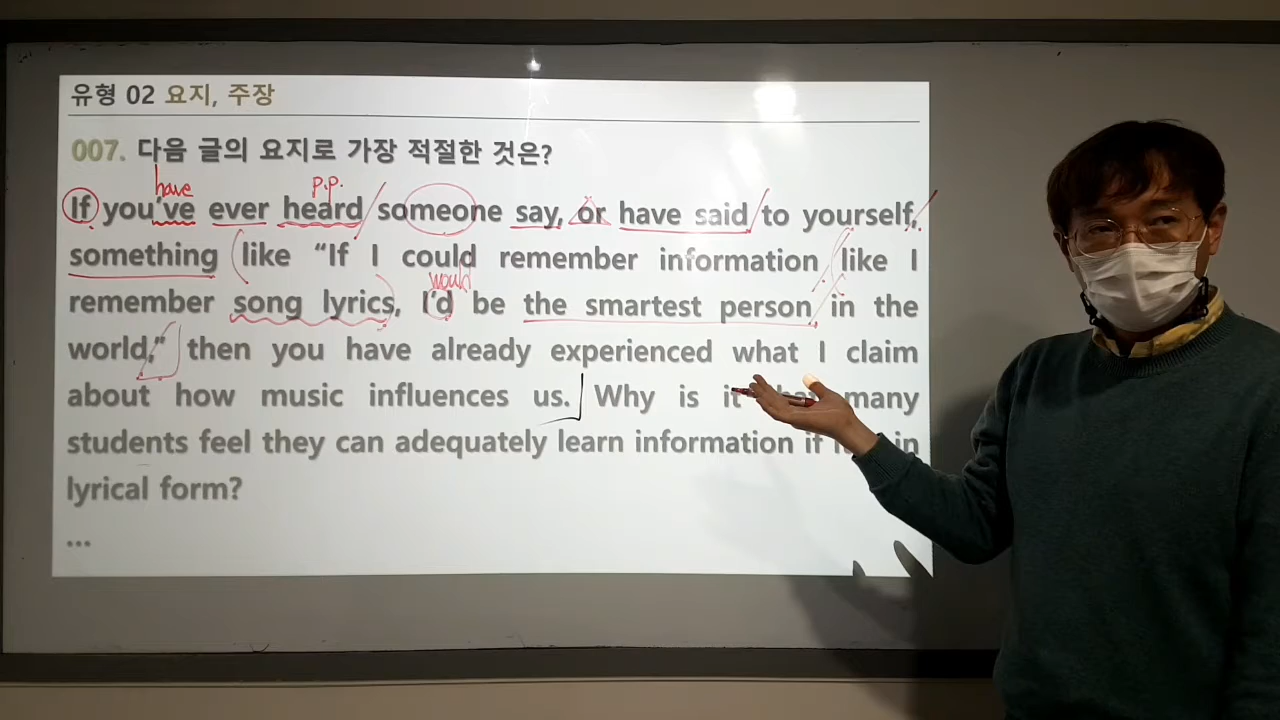 유형 02 요지, 주장
007. 다음 글의 요지로 가장 적절한 것은?
have p.p.
If you've ever heard someone say, or have said to yourself,
something like "If I could remember information, like I
would
remember song lyrics, I'd be the smartest person in the
world," then you have already experienced what I claim
about how music influences us. Why is it many
students feel they can adequately learn information if in
lyrical form?
...